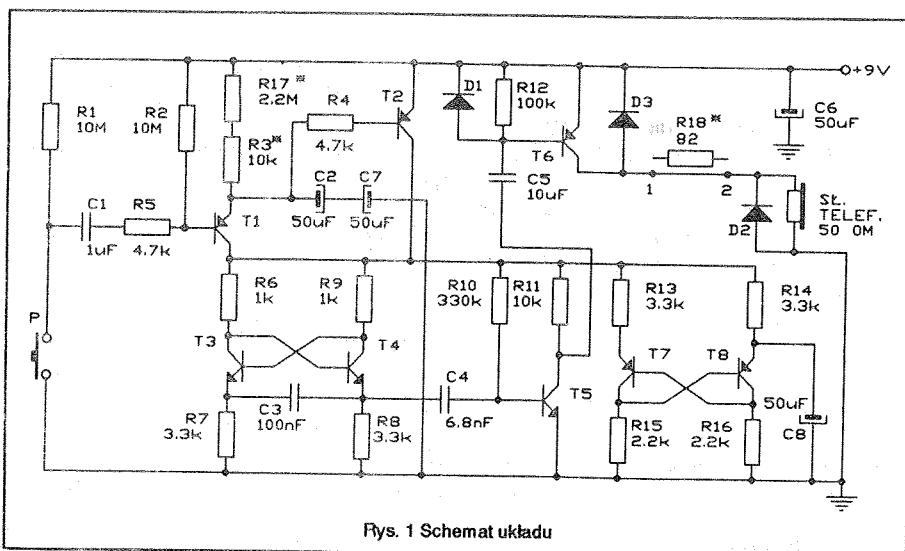 +9V
R17*
2.2M
R1
10M
R2
10M
R4
4.7k
T2
D1
R12
100k
D3
R18*
82
C6
50uF
R3*
10k
T6
C1
1uF
R5
4.7k
T1
C2
50uF
C7
50uF
C5
10uF
1
2
D2
SŁ.
TELEF.
50 OM
R6
1k
R9
1k
R10
330k
R11
10k
R13
3.3k
R14
3.3k
P
T3
T4
C4
6.8nF
T5
T7
T8
R7
3.3k
C3
100nF
R8
3.3k
R15
2.2k
R16
2.2k
50uF
C8
Rys. 1 Schemat układu